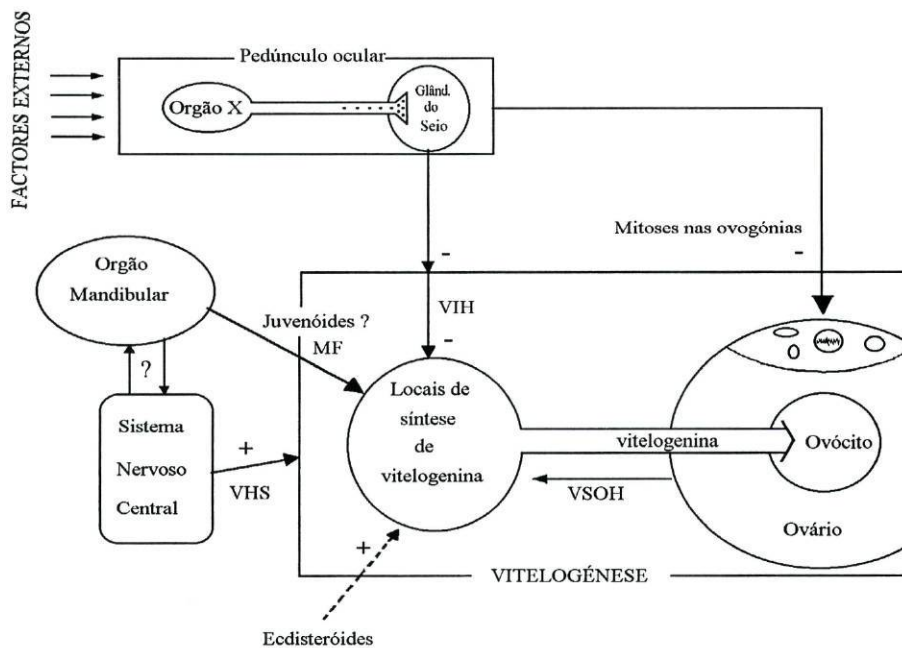 FACTORES EXTERNOS
Pedúnculo ocular
Orgão X
Glând.
do
Seio
-
Mitoses nas ovogónias
-
Orgão
Mandibular
Juvenóides ?
MF
VIH
-
?
Locais de
síntese
de
vitelogenina
vitelogenina
Ovócito
Sistema
Nervoso
Central
+
VHS
VSOH
Ovário
+
VITELOGÉNESE
Ecdisteróides